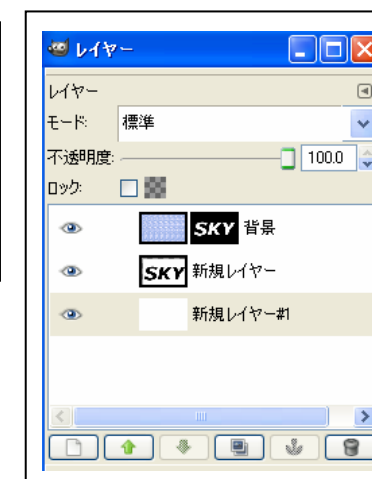 レイヤー
レイヤー
モード: 標準
不透明度: 100.0
ロック:
SKY 背景
SKY 新規レイヤー
新規レイヤー#1